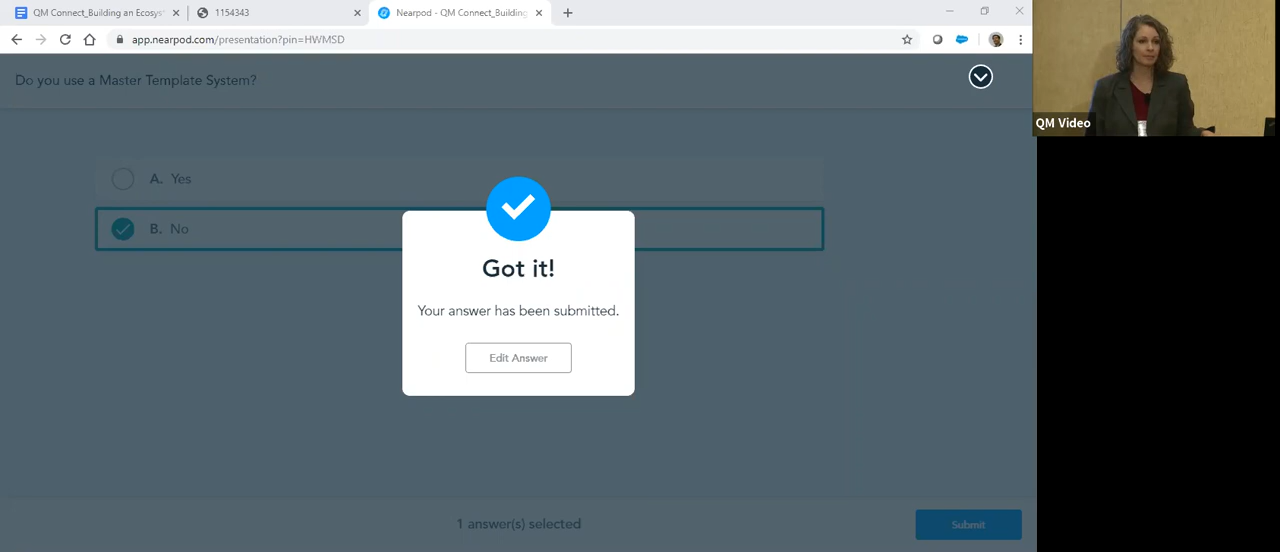 QM Connect_Building an Ecosyst
1154343
Nearpod - QM Connect_Building
app.nearpod.com/presentation?pin=HWMSD
Do you use a Master Template System?
QM Video
A. Yes
B. No
Got it!
Your answer has been submitted.
Edit Answer
1 answer(s) selected
Submit